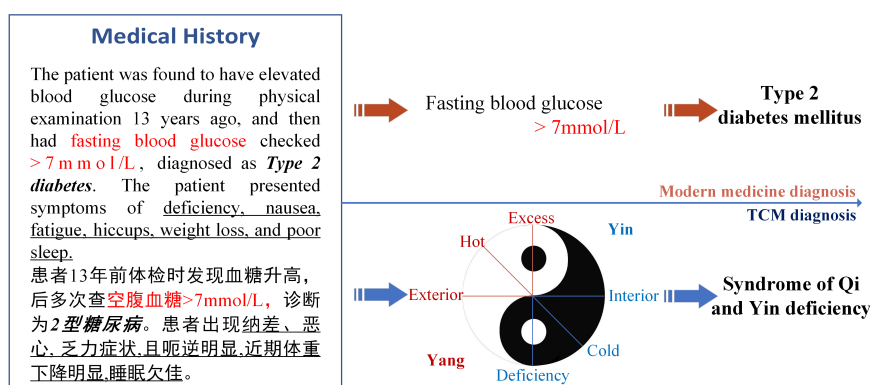 Medical History
The patient was found to have elevated
blood glucose during physical
examination 13 years ago, and then
had fasting blood glucose checked
>7mmol/L, diagnosed as Type 2
diabetes. The patient presented
symptoms of deficiency, nausea,
fatigue, hiccups, weight loss, and poor
sleep.
患者13年前体检时发现血糖升高，
后多次查空腹血糖>7mmol/L，诊断
为2型糖尿病。患者出现纳差、恶
心,乏力症状,且呃逆明显,近期体重
下降明显,睡眠欠佳。
Fasting blood glucose
> 7mmol/L
Type 2
diabetes mellitus
Modern medicine diagnosis
TCM diagnosis
Excess
Yin
Hot
Exterior
Interior
Cold
Yang
Deficiency
Syndrome of Qi
and Yin deficiency